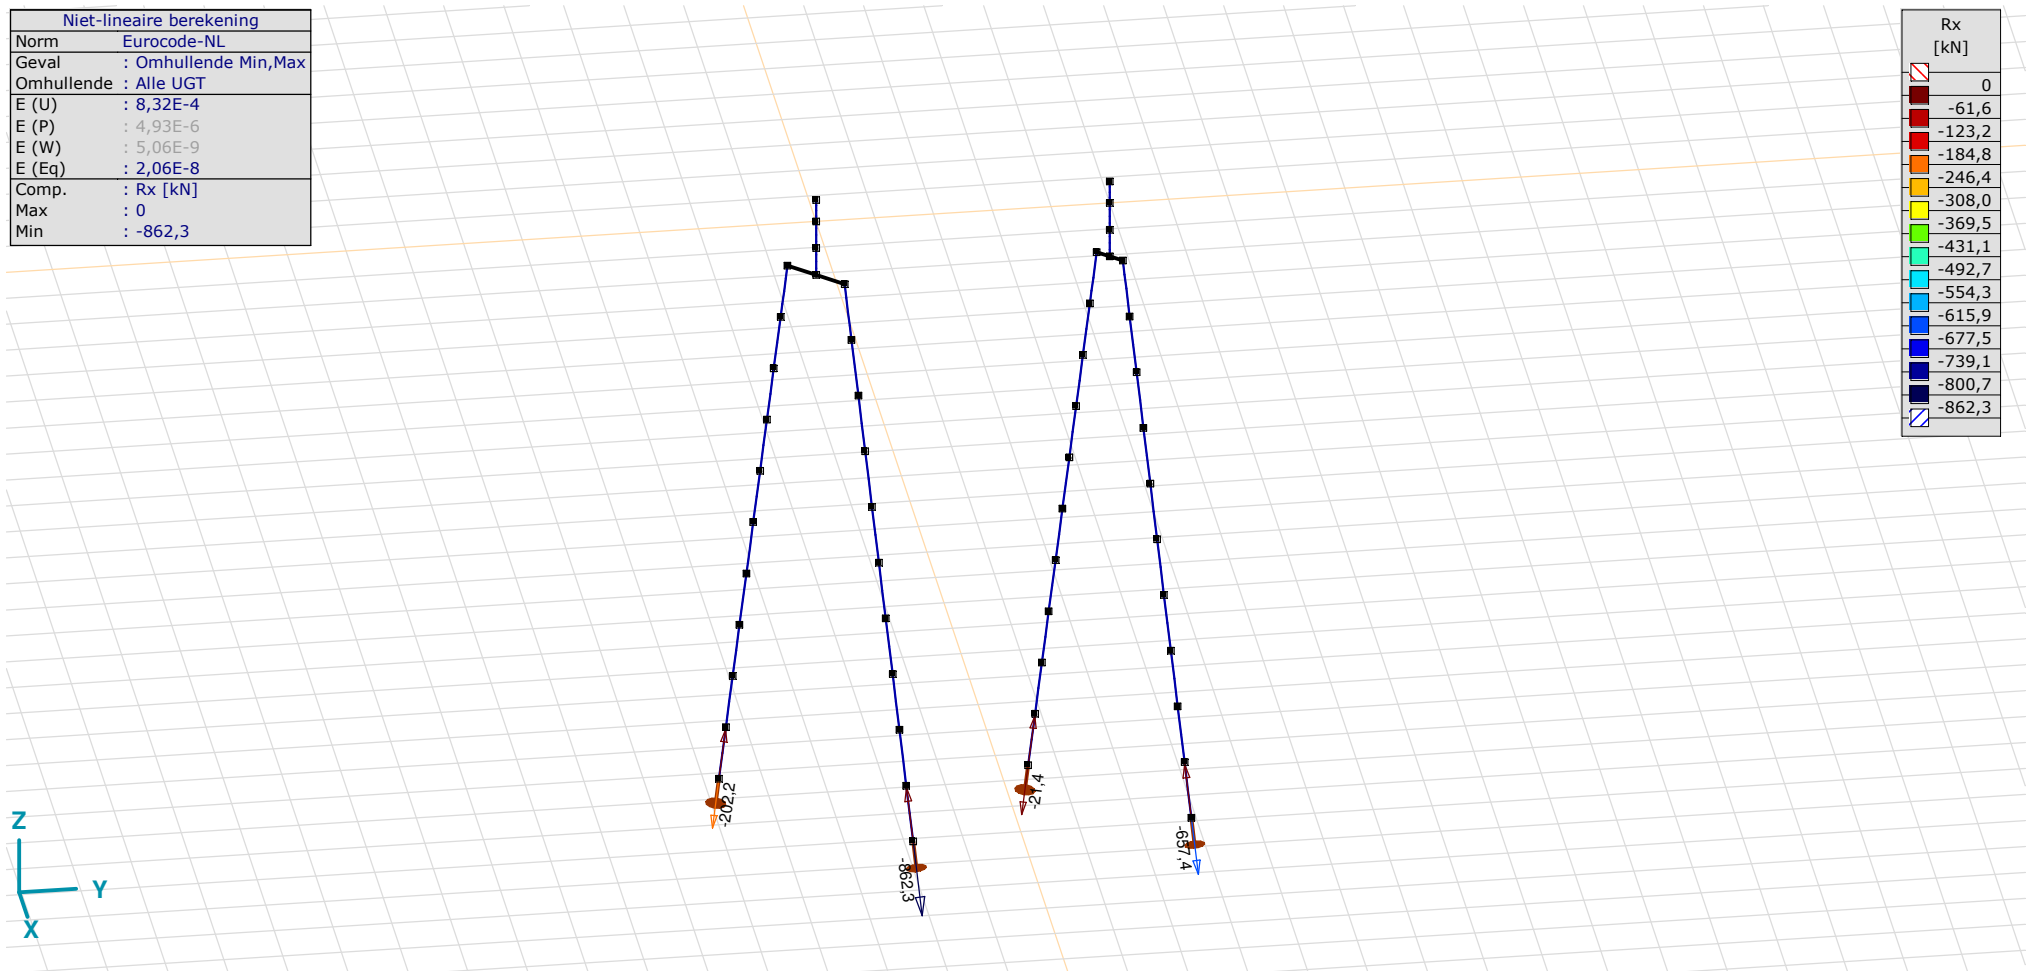 Niet-lineaire berekening
Norm Eurocode-NL
Geval : Omhullende Min,Max
Omhullende : Alle UGT
E (U) : 8,32E-4
E (P) : 4,93E-6
E (W) : 5,06E-9
E (Eq) : 2,06E-8
Comp. : Rx [kN]
Max : 0
Min : -862,3
Rx
[kN]
0
-61,6
-123,2
-184,8
-246,4
-308,0
-369,5
-431,1
-492,7
-554,3
-615,9
-677,5
-739,1
-800,7
-862,3
-202,2
-862,3
-21,4
-657,4
Z
Y
X